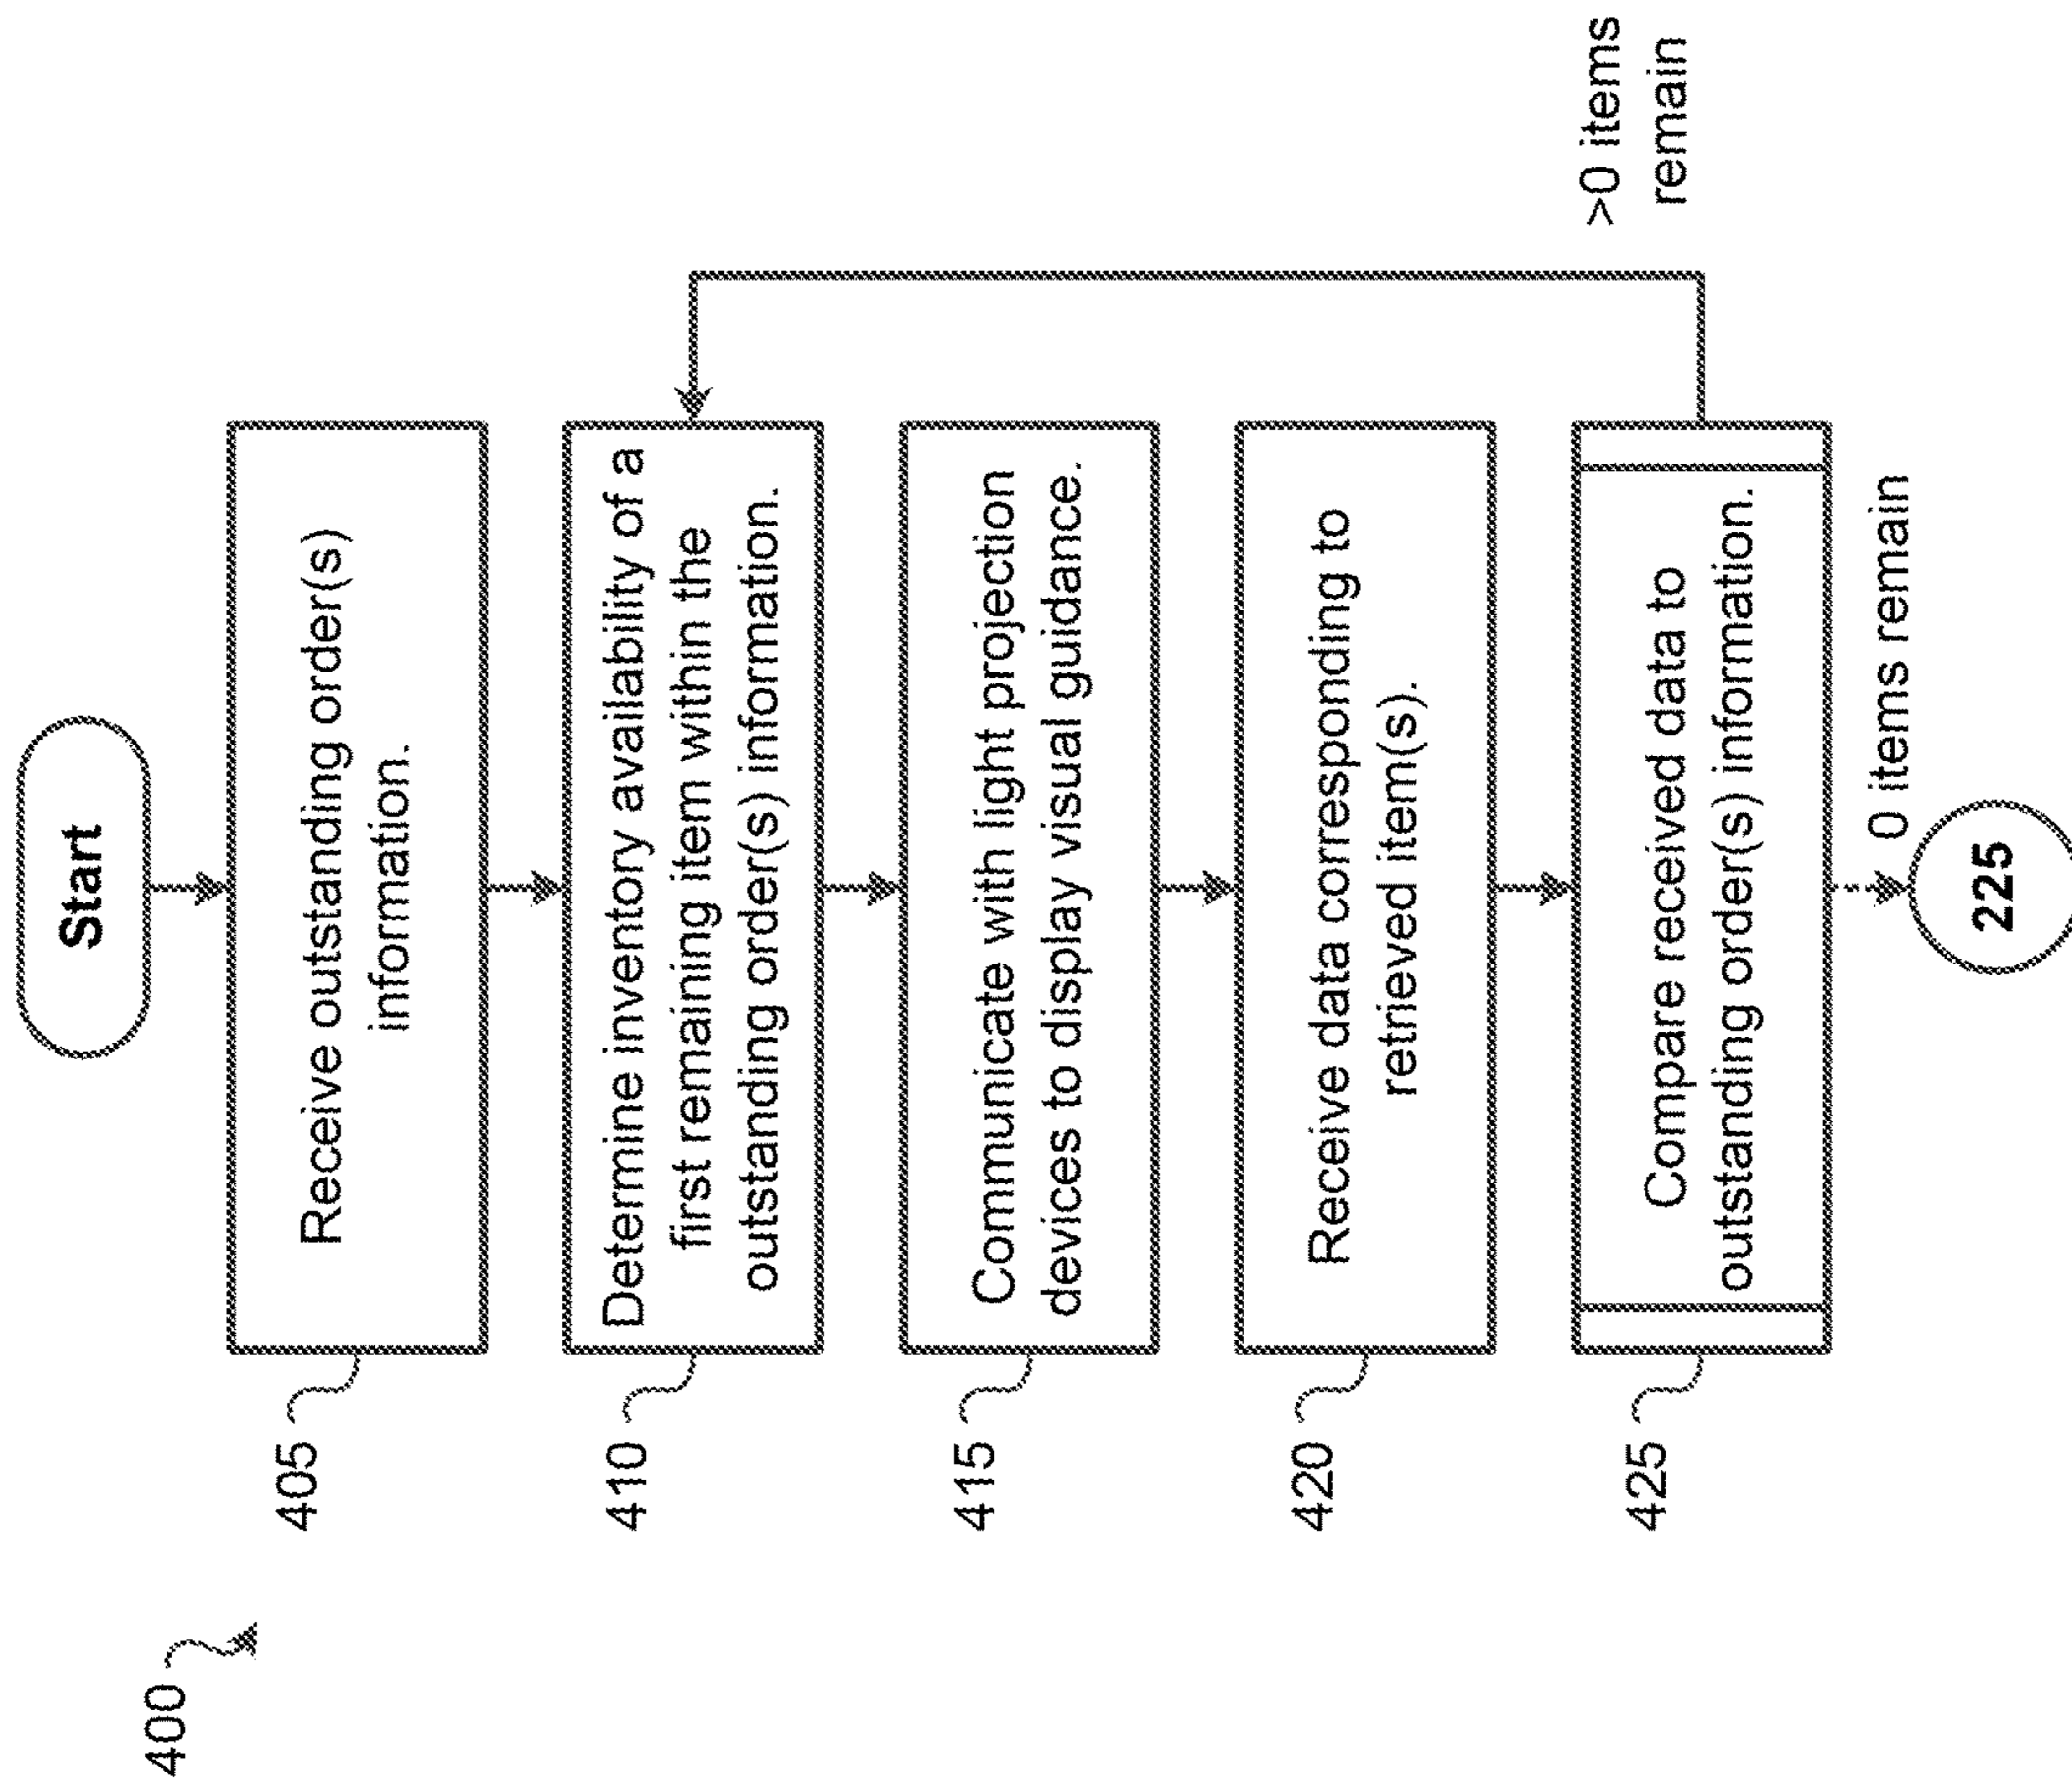 400
Start
405
Receive outstanding order(s)
information.
410
Determine inventory availability of a
first remaining item within the
outstanding order(s) information.
415
Communicate with light projection
devices to display visual guidance.
420
Receive data corresponding to
retrieved item(s).
425
Compare received data to
outstanding order(s) information.
>0 items
remain
0 items remain
225